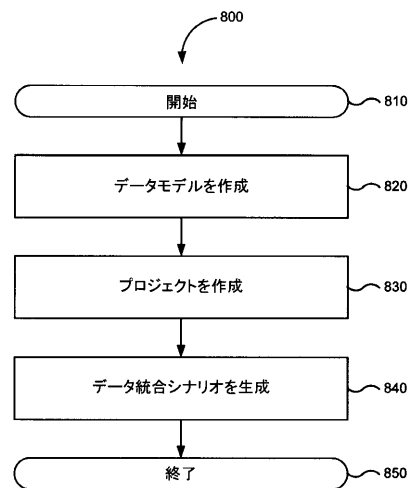 800
開始
810
データモデルを作成
820
プロジェクトを作成
830
データ統合シナリオを生成
840
終了
850